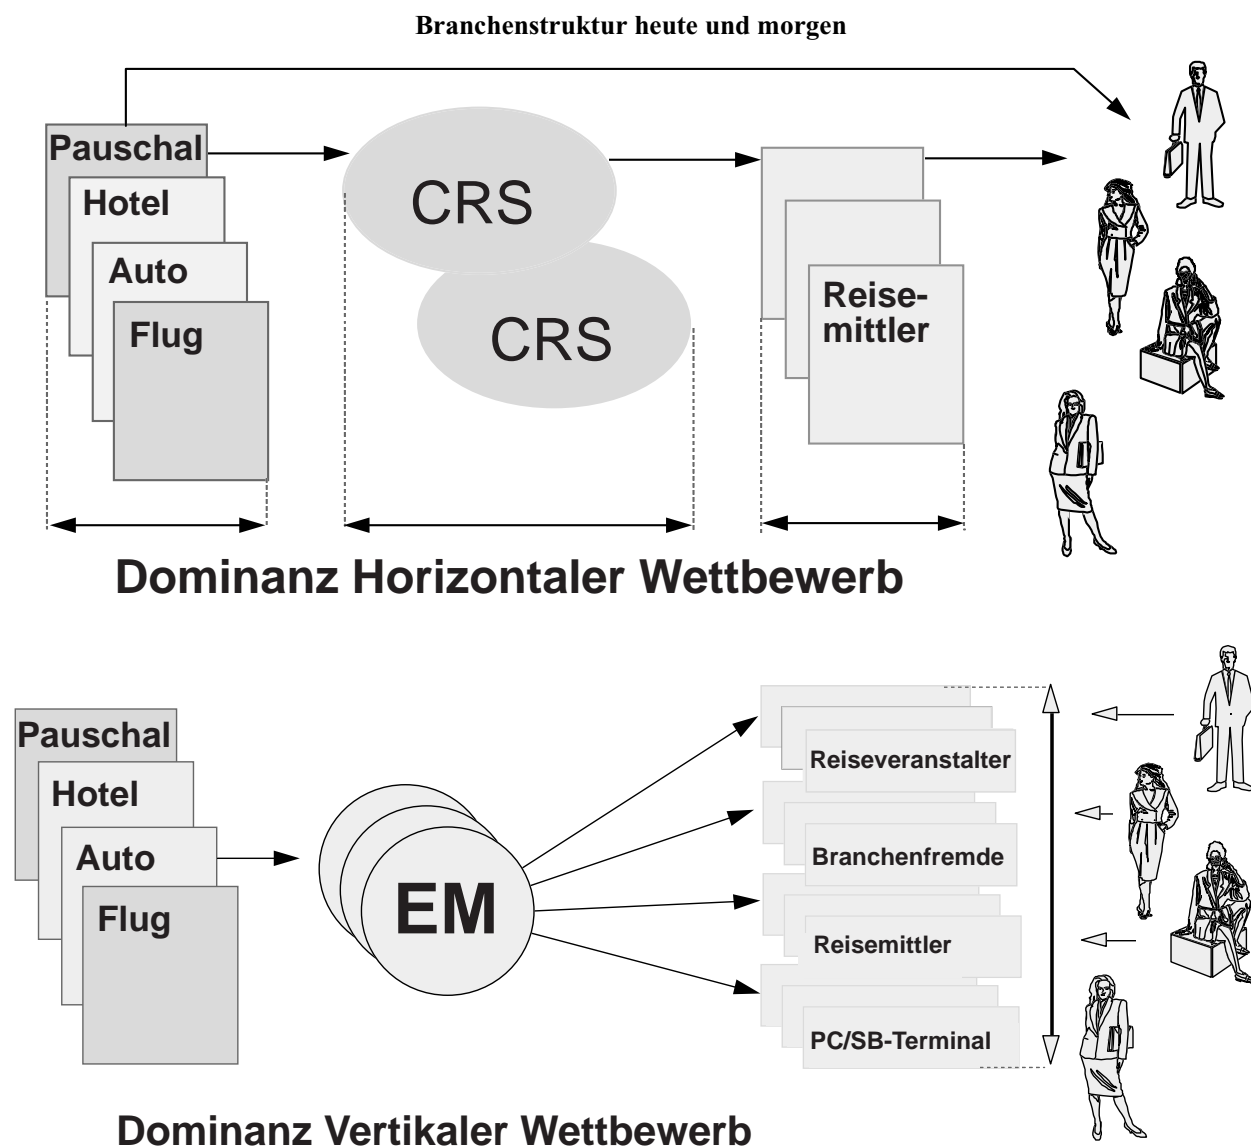 Branchenstruktur heute und morgen
Pauschal
Hotel
Auto
Flug
CRS
CRS
Reise-
mittler
Dominanz Horizontaler Wettbewerb
Pauschal
Hotel
Auto
Flug
EM
Reiseveranstalter
Branchenfremde
Reisemittler
PC/SB-Terminal
Dominanz Vertikaler Wettbewerb